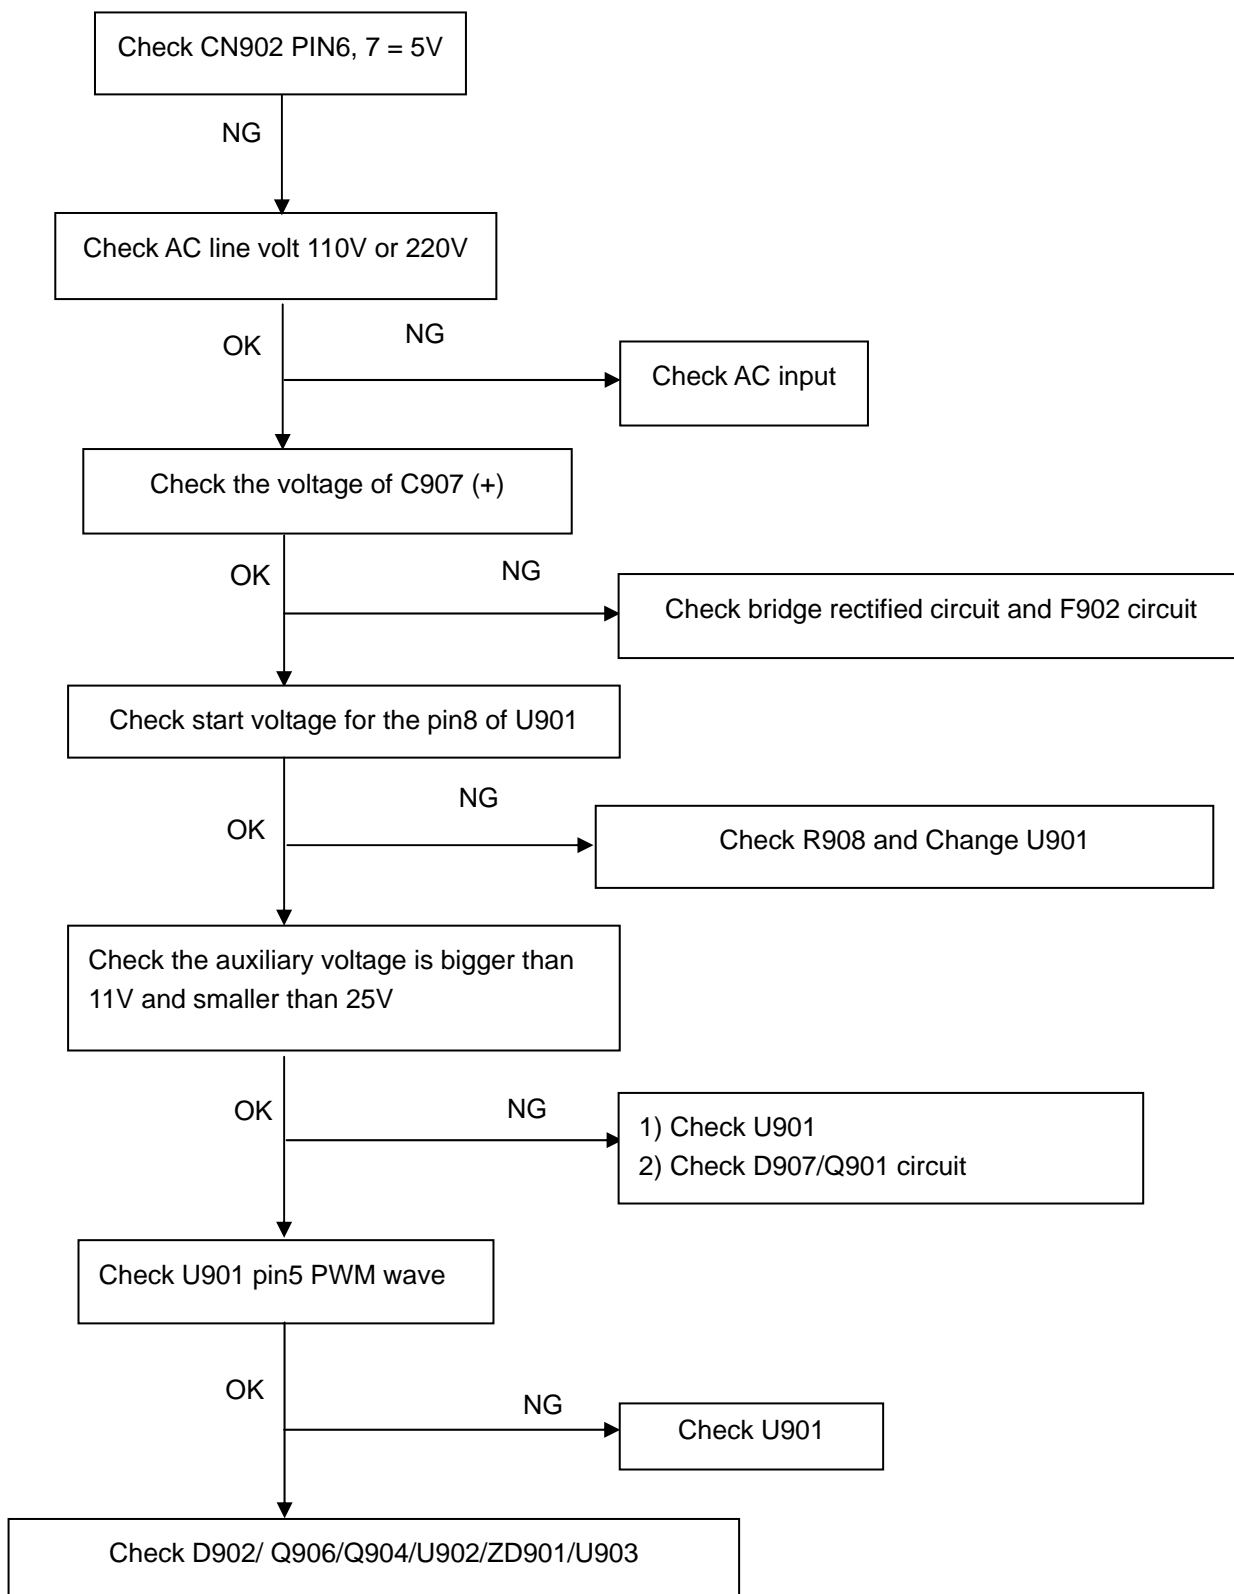 Check CN902 PIN6, 7 = 5V
NG
Check AC line volt 110V or 220V
OK
NG
Check AC input
Check the voltage of C907 (+)
OK
NG
Check bridge rectified circuit and F902 circuit
Check start voltage for the pin8 of U901
NG
OK
Check R908 and Change U901
Check the auxiliary voltage is bigger than
11V and smaller than 25V
OK
NG
1) Check U901
2) Check D907/Q901 circuit
Check U901 pin5 PWM wave
OK
NG
Check U901
Check D902/ Q906/Q904/U902/ZD901/U903